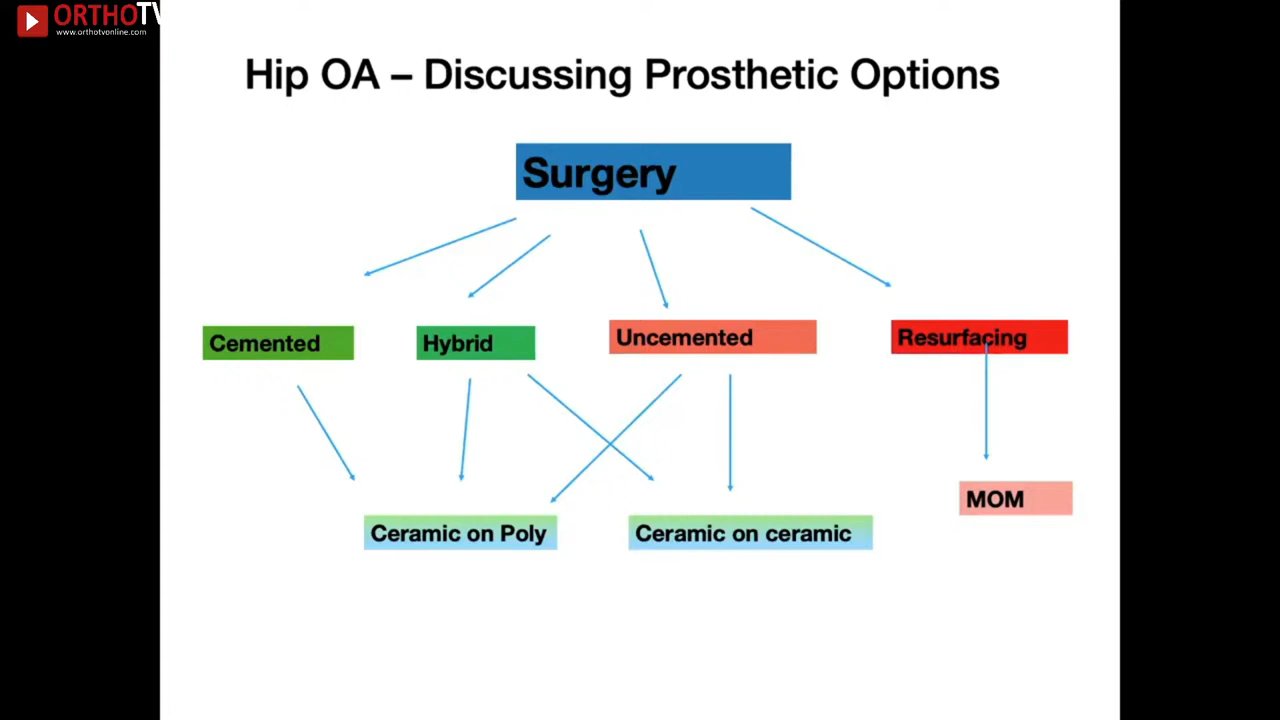 ORTHOTV
www.orthotvonline.com
Hip OA – Discussing Prosthetic Options
Surgery
Cemented
Hybrid
Uncemented
Resurfacing
MOM
Ceramic on Poly
Ceramic on ceramic